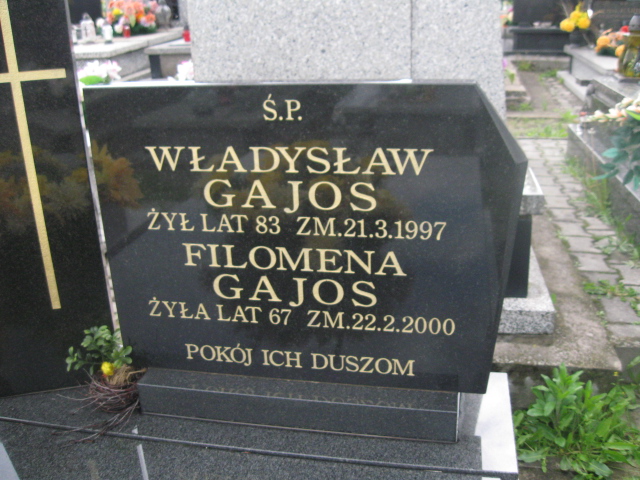 Ś.P.
WŁADYSŁAW
GAJOS
ŻYŁ LAT 83 ZM.21.3.1997
FILOMENA
GAJOS
ŻYŁA LAT 67 ZM.22.2.2000
POKÓJ ICH DUSZOM